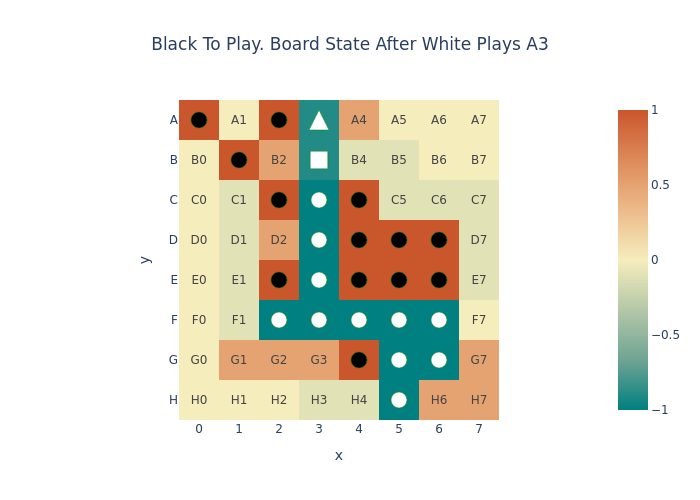 Black To Play. Board State After White Plays A3
A A1 A4 A5 A6 A7 1
B B0 B2 B4 B5 B6 B7
C C0 C1 C5 C6 C7 0.5
D D0 D1 D2 D7
y 0
E E0 E1 E7
F F0 F1 F7 −0.5
G G0 G1 G2 G3 G7
H H0 H1 H2 H3 H4 H6 H7 −1
0 1 2 3 4 5 6 7
x